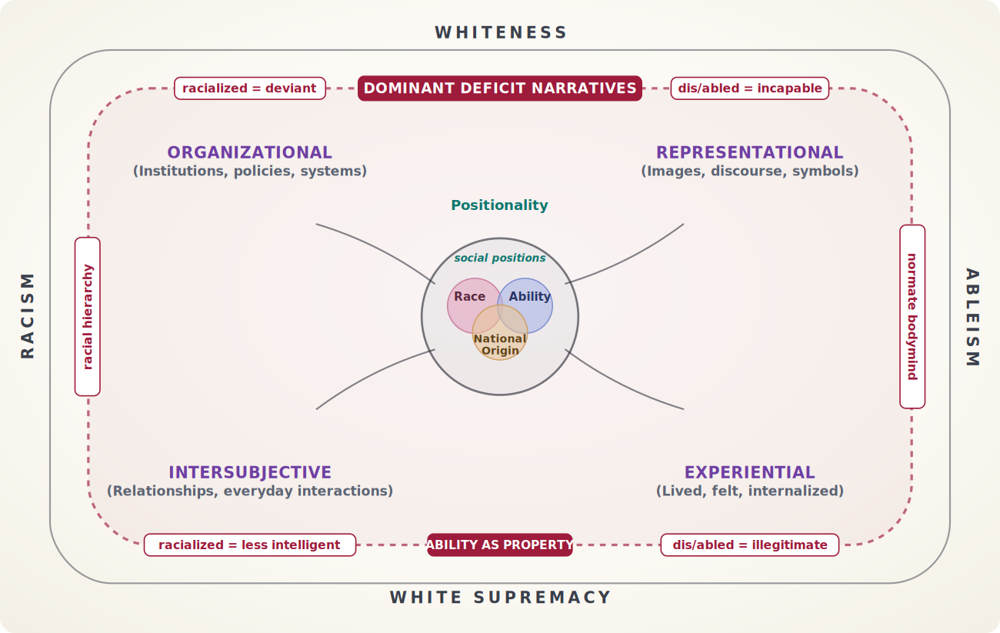 WHITENESS
racialized = deviant
DOMINANT DEFICIT NARRATIVES
dis/abled = incapable
ORGANIZATIONAL
(Institutions, policies, systems)
REPRESENTATIONAL
(Images, discourse, symbols)
Positionality
social positions
Race
Ability
National
Origin
RACISM
racial hierarchy
normate bodymind
ABLEISM
INTERSUBJECTIVE
(Relationships, everyday interactions)
EXPERIENTIAL
(Lived, felt, internalized)
racialized = less intelligent
ABILITY AS PROPERTY
dis/abled = illegitimate
WHITE SUPREMACY